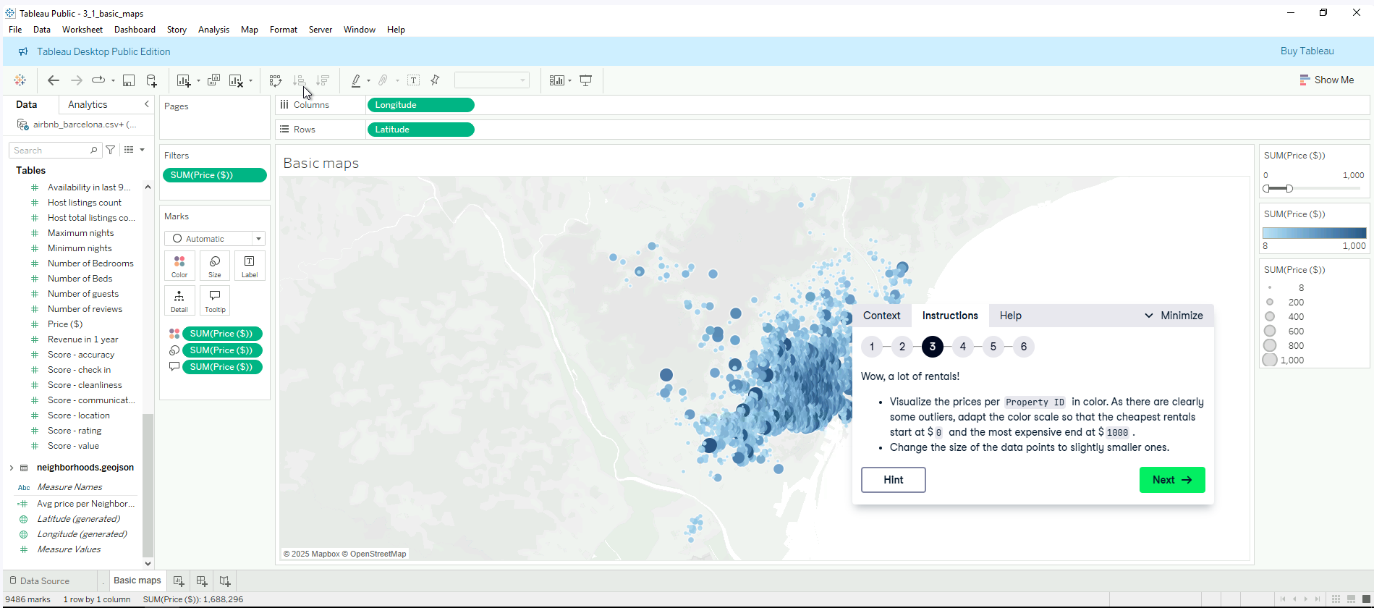 Tableau Public - 3_1_basic_maps
File Data Worksheet Dashboard Story Analysis Map Format Server Window Help
Tableau Desktop Public Edition
Buy Tableau
Show Me
Data
Analytics
airbnb_barcelona.csv+ (...
Search
Tables
Availability in last 9...
Host listings count
Host total listings co...
Maximum nights
Minimum nights
Number of Bedrooms
Number of Beds
Number of guests
Number of reviews
Price ($)
Revenue in 1 year
Score - accuracy
Score - check in
Score - cleanliness
Score - communicat...
Score - location
Score - rating
Score - value
neighborhoods.geojson
Abc Measure Names
Avg price per Neighbor...
Latitude (generated)
Longitude (generated)
Measure Values
Pages
Filters
SUM(Price ($))
Marks
Automatic
Color
Size
Label
Detail
Tooltip
SUM(Price ($))
SUM(Price ($))
SUM(Price ($))
Columns
Longitude
Rows
Latitude
Basic maps
© 2025 Mapbox © OpenStreetMap
Context
Instructions
Help
Minimize
1 2 3 4 5 6
Wow, a lot of rentals!
• Visualize the prices per Property ID in color. As there are clearly
some outliers, adapt the color scale so that the cheapest rentals
start at $ 0 and the most expensive end at $ 1000 .
• Change the size of the data points to slightly smaller ones.
Hint
Next →
SUM(Price ($))
0 1,000
SUM(Price ($))
8 1,000
SUM(Price ($))
8
200
400
600
800
1,000
Data Source
Basic maps
9486 marks 1 row by 1 column SUM(Price ($)): 1,688,296